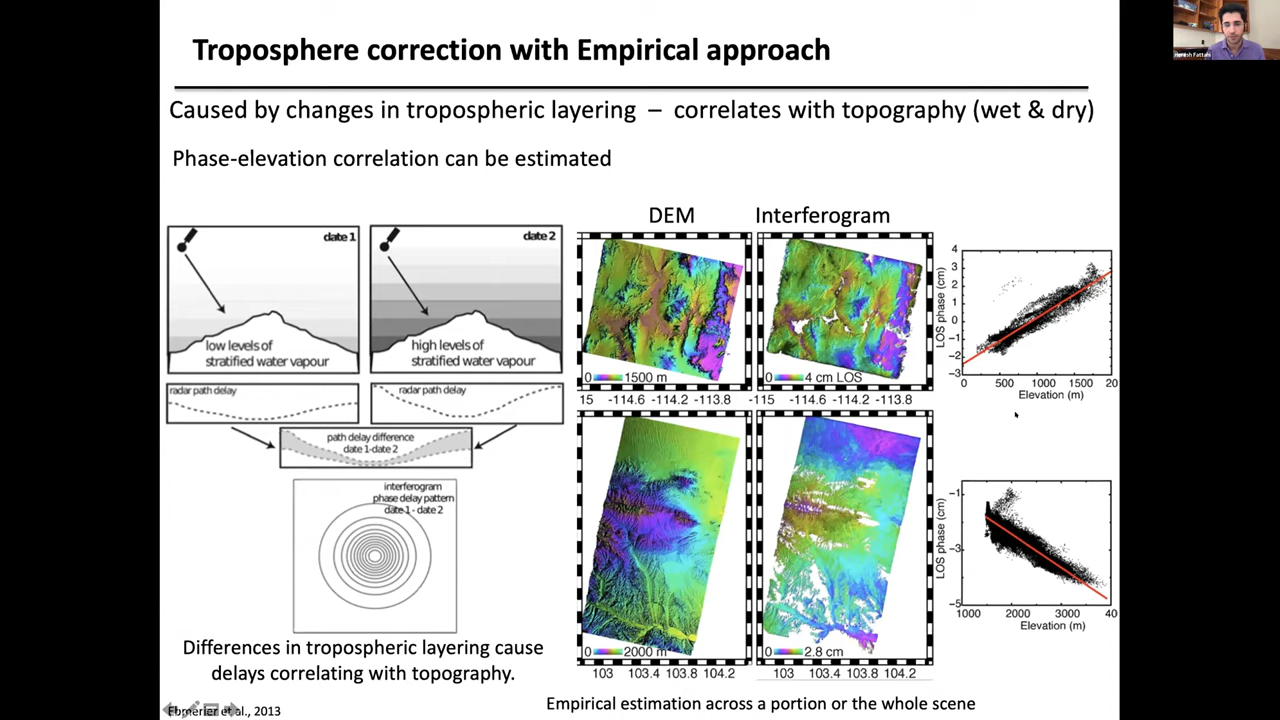 Troposphere correction with Empirical approach
Caused by changes in tropospheric layering – correlates with topography (wet & dry)
Phase-elevation correlation can be estimated
date 1
low levels of
stratified water vapour
date 2
high levels of
stratified water vapour
radar path delay
radar path delay
path delay difference
date 1-date 2
interferogram
phase delay pattern
date 1 - date 2
Differences in tropospheric layering cause
delays correlating with topography.
Ebmerier et al., 2013
DEM
Interferogram
0 1500 m
0 4 cm LOS
15 -114.6 -114.2 -113.8
-115 -114.6 -114.2 -113.8
0 2000 m
0 2.8 cm
103 103.4 103.8 104.2
103 103.4 103.8 104.2
LOS phase (cm)
4
3
2
1
0
−1
−2
−3
0 500 1000 1500 20
Elevation (m)
LOS phase (cm)
−1
−3
−5
1000 2000 3000 40
Elevation (m)
Empirical estimation across a portion or the whole scene
Fattahi